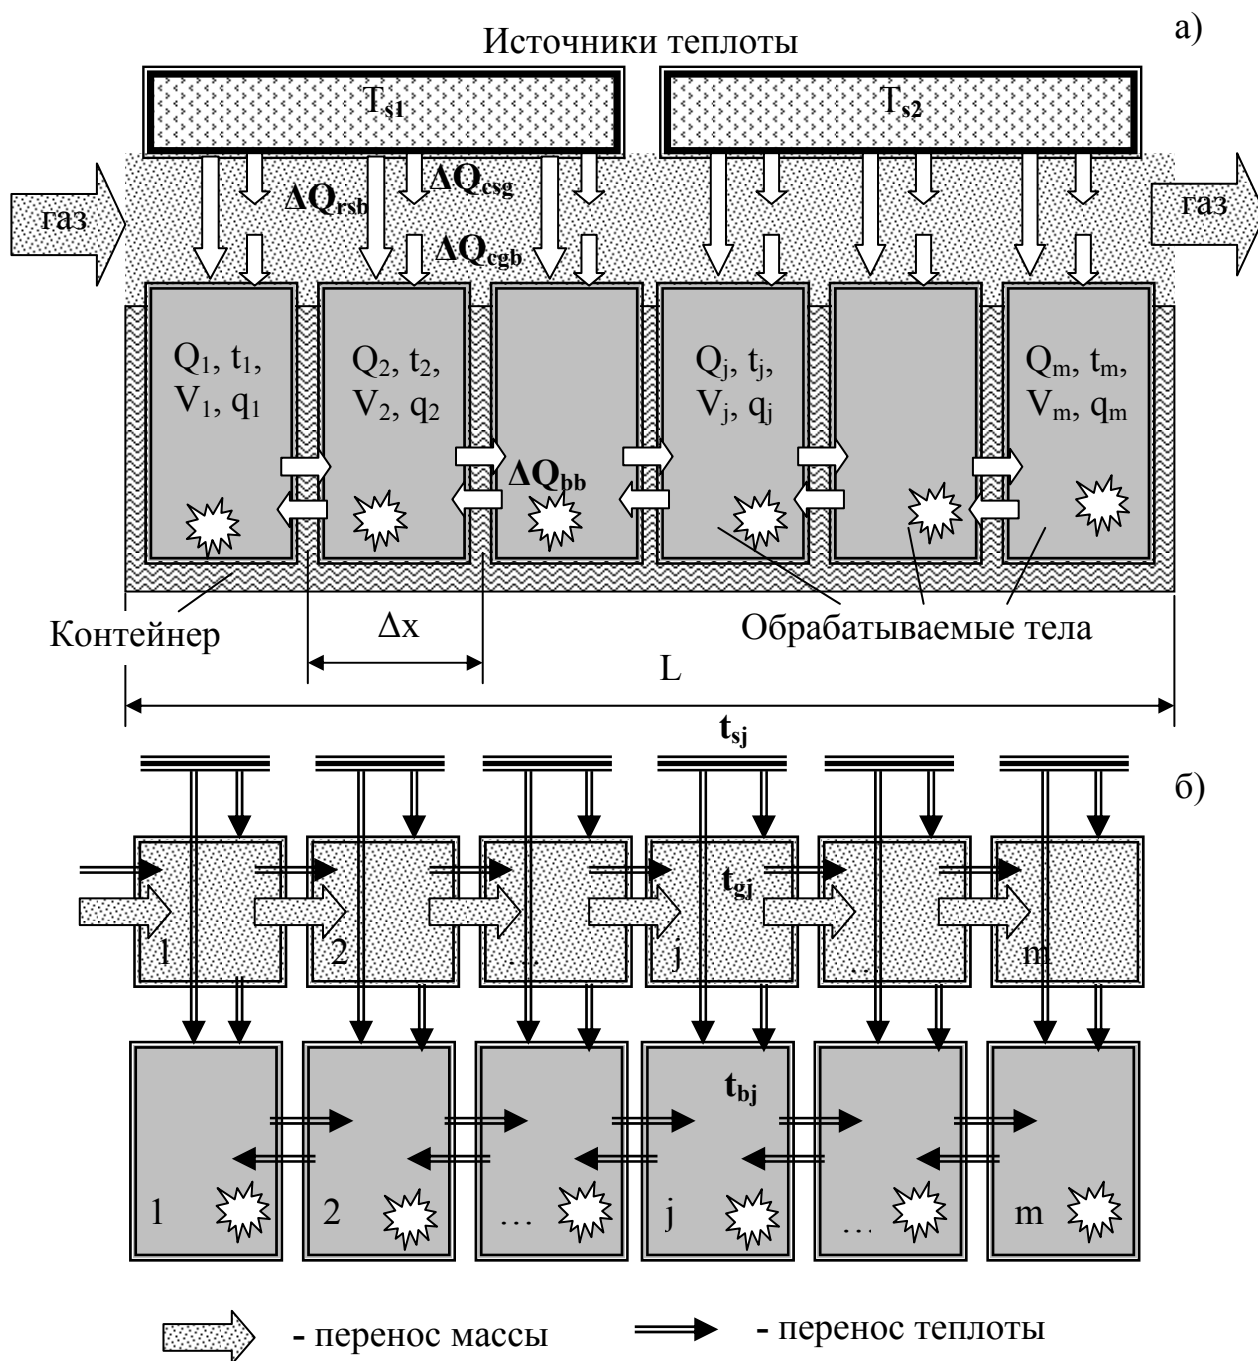 а)
Источники теплоты
Tₛ₁ Tₛ₂
ΔQcsg
ΔQrsb
газ газ
ΔQcgb
Q₁, t₁, Q₂, t₂, Qj, tj, Qm, tm,
V₁, q₁ V₂, q₂ Vj, qj Vm, qm
ΔQbb
Контейнер Δx Обрабатываемые тела
L
tsj
б)
tgj
1 2 ... j ... m
tbj
1 2 ... j ... m
- перенос массы - перенос теплоты